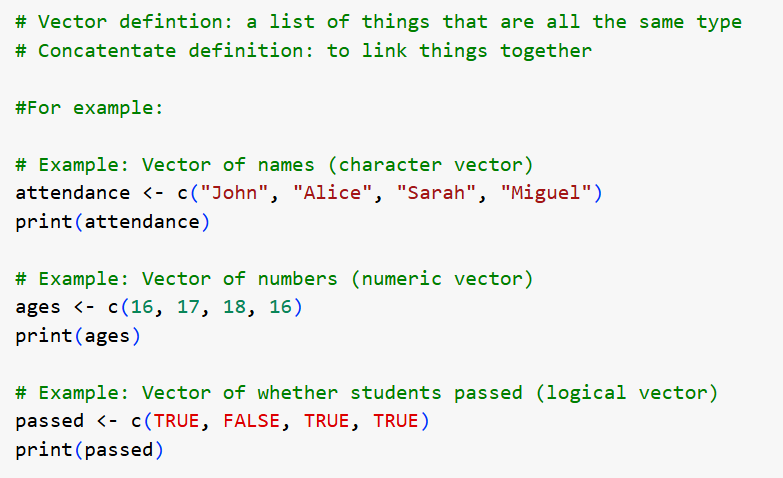 # Vector defintion: a list of things that are all the same type
# Concatentate definition: to link things together
#For example:
# Example: Vector of names (character vector)
attendance <- c("John", "Alice", "Sarah", "Miguel")
print(attendance)
# Example: Vector of numbers (numeric vector)
ages <- c(16, 17, 18, 16)
print(ages)
# Example: Vector of whether students passed (logical vector)
passed <- c(TRUE, FALSE, TRUE, TRUE)
print(passed)